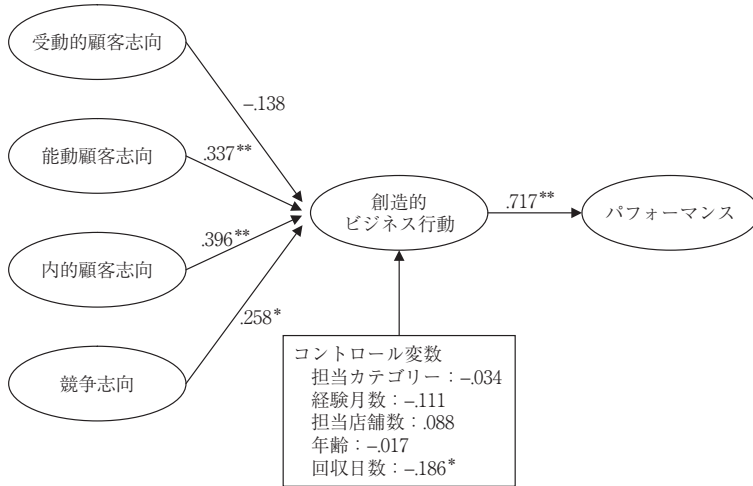 受動的顧客志向
–.138
能動顧客志向
.337**
内的顧客志向
.396**
競争志向
.258*
創造的
ビジネス行動
.717**
パフォーマンス
コントロール変数
担当カテゴリー：–.034
経験月数：–.111
担当店舗数：.088
年齢：–.017
回収日数：–.186*